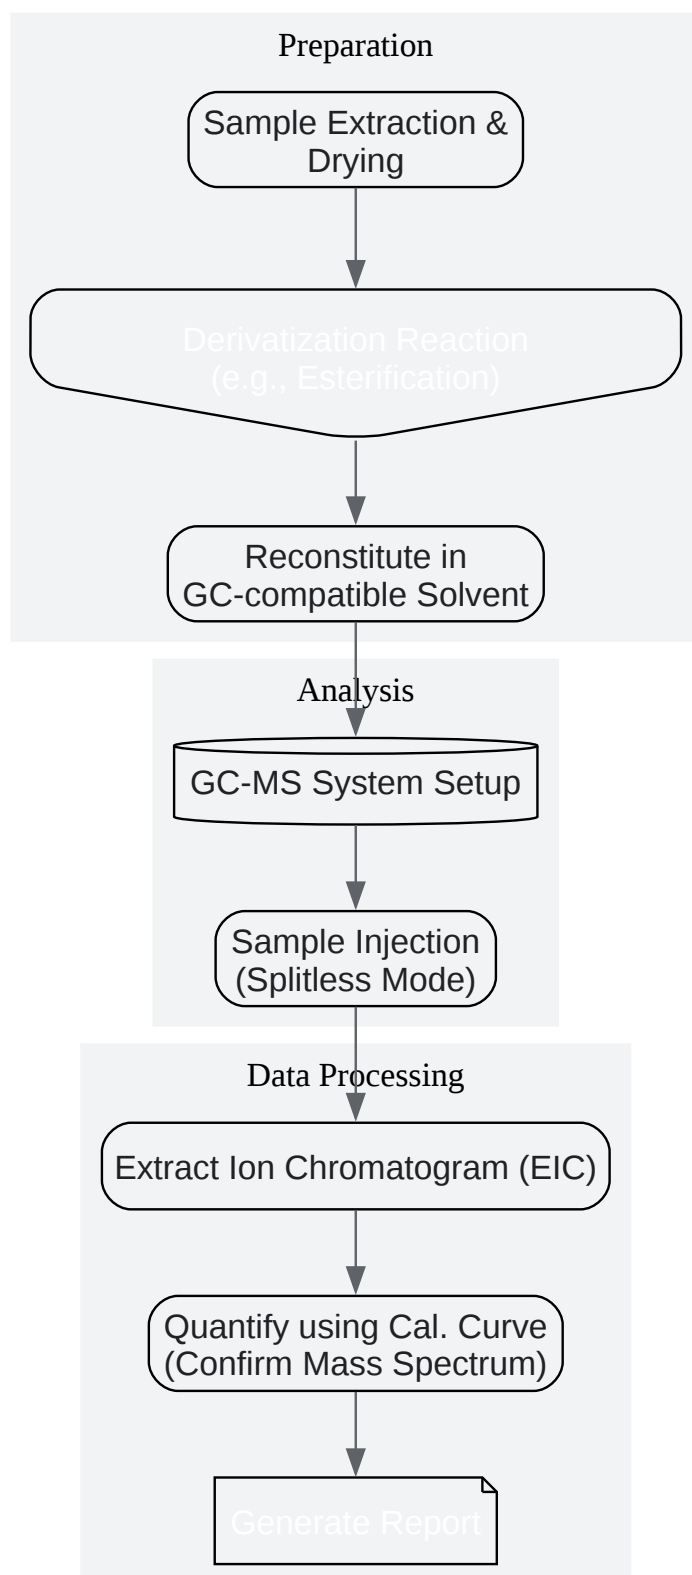 Preparation
Sample Extraction &
Drying
Derivatization Reaction
(e.g., Esterification)
Reconstitute in
GC-compatible Solvent
Analysis
GC-MS System Setup
Sample Injection
(Splitless Mode)
Data Processing
Extract Ion Chromatogram (EIC)
Quantify using Cal. Curve
(Confirm Mass Spectrum)
Generate Report